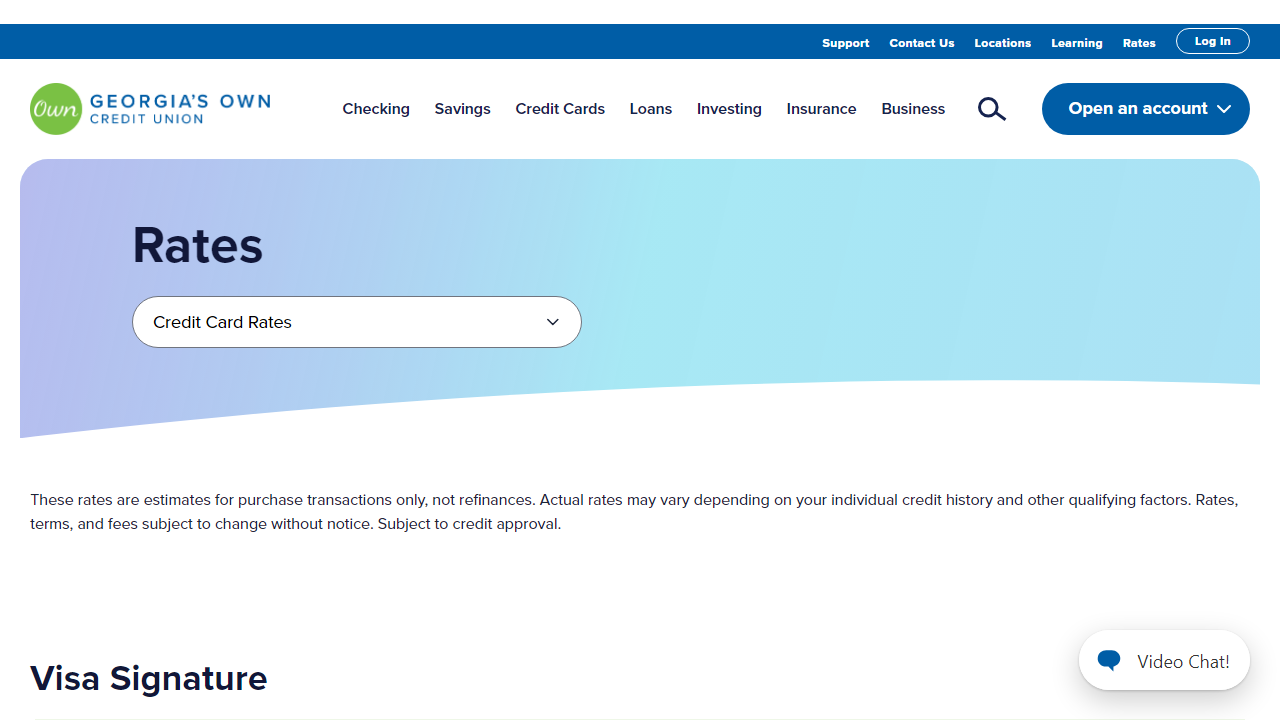 Support Contact Us Locations Learning Rates Log In
Own GEORGIA'S OWN
CREDIT UNION
Checking Savings Credit Cards Loans Investing Insurance Business Open an account
Rates
Credit Card Rates
These rates are estimates for purchase transactions only, not refinances. Actual rates may vary depending on your individual credit history and other qualifying factors. Rates,
terms, and fees subject to change without notice. Subject to credit approval.
Video Chat!
Visa Signature